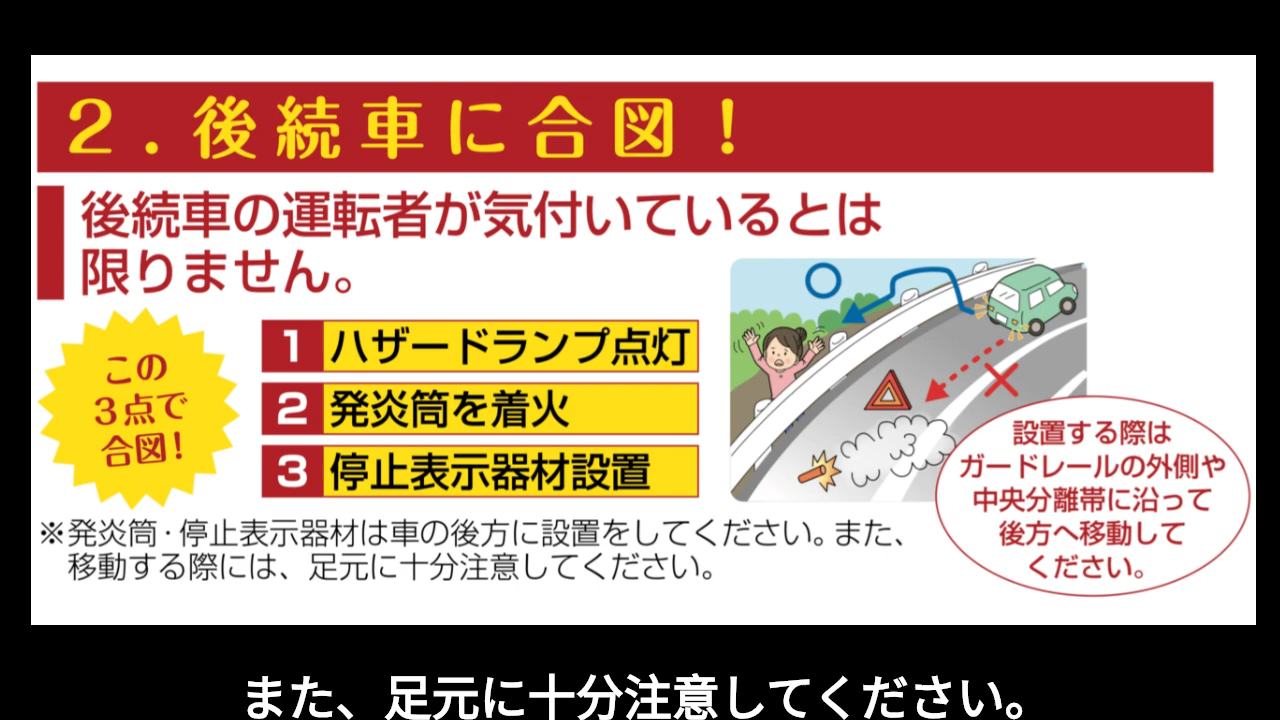 2.後続車に合図！
後続車の運転者が気付いているとは
限りません。
この
3点で
合図！
1 ハザードランプ点灯
2 発炎筒を着火
3 停止表示器材設置
設置する際は
ガードレールの外側や
中央分離帯に沿って
後方へ移動して
ください。
※発炎筒・停止表示器材は車の後方に設置をしてください。また、
移動する際には、足元に十分注意してください。
また、足元に十分注意してください。